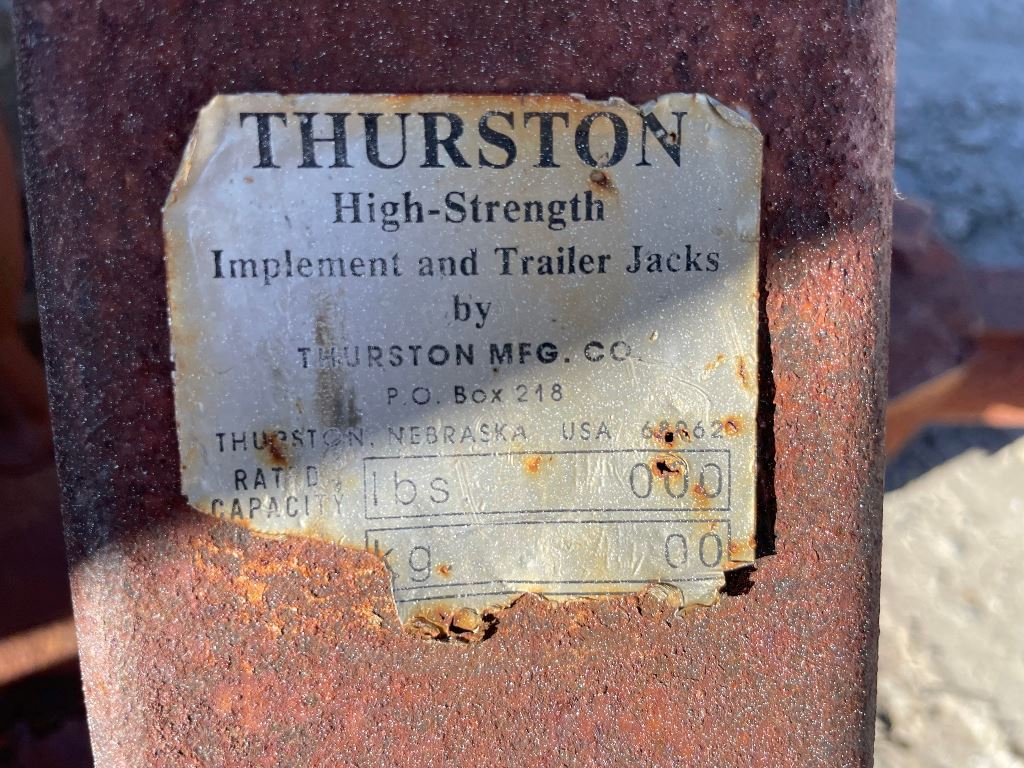 THURSTON
High-Strength
Implement and Trailer Jacks
by
THURSTON MFG. CO.
P.O. Box 218
THURSTON, NEBRASKA USA
RATED
CAPACITY
lbs 000
kg 00